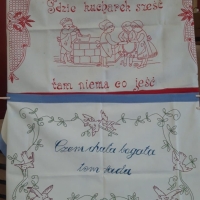 Gdzie kucharek sześć
tam niema co jeść
Czem chata bogata
tem rada